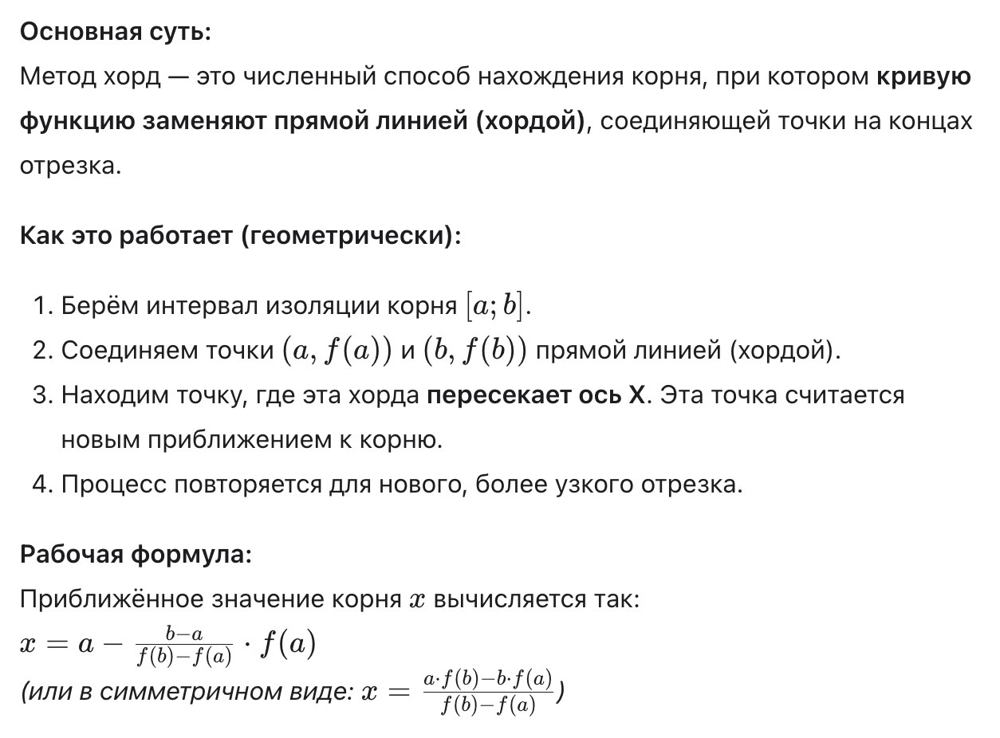 Основная суть:
Метод хорд — это численный способ нахождения корня, при котором кривую
функцию заменяют прямой линией (хордой), соединяющей точки на концах
отрезка.
Как это работает (геометрически):
1. Берём интервал изоляции корня [a; b].
2. Соединяем точки (a, f(a)) и (b, f(b)) прямой линией (хордой).
3. Находим точку, где эта хорда пересекает ось X. Эта точка считается
новым приближением к корню.
4. Процесс повторяется для нового, более узкого отрезка.
Рабочая формула:
Приближённое значение корня x вычисляется так:
x = a − \frac{b−a}{f(b)−f(a)} · f(a)
(или в симметричном виде: x = \frac{a·f(b)−b·f(a)}{f(b)−f(a)})